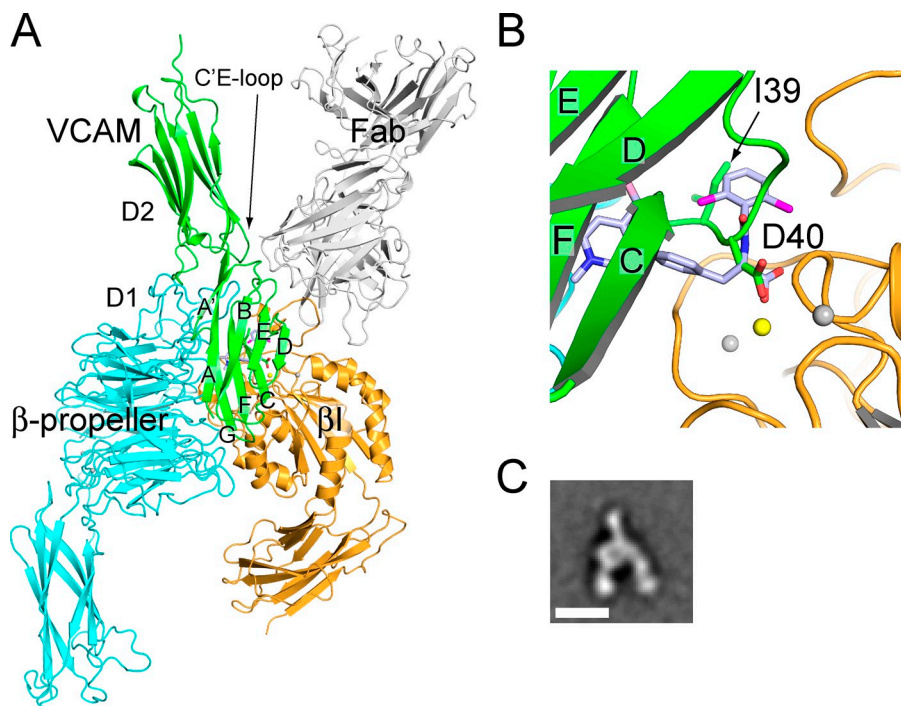 A
C'E-loop
VCAM
Fab
D2
D1
A'
B
E
D
A
C
β-propeller
F
βI
G
B
I39
E
D
D40
F
C
C